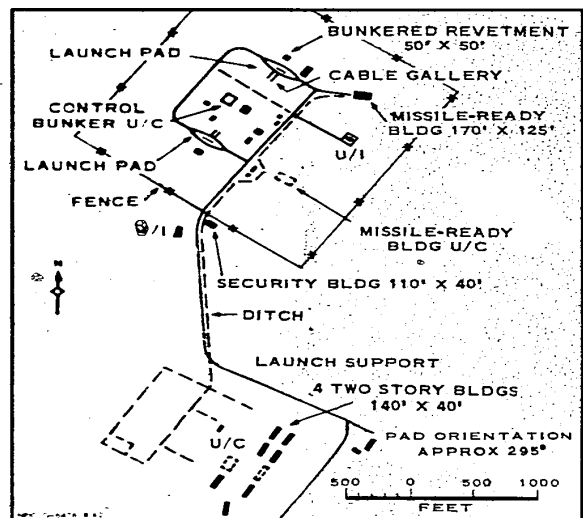 BUNKERED REVETMENT
50' X 50'
LAUNCH PAD
CABLE GALLERY
CONTROL
BUNKER U/C
MISSILE-READY
BLDG 170' X 125'
U/I
LAUNCH PAD
FENCE
MISSILE-READY
BLDG U/C
U/I
N
SECURITY BLDG 110' X 40'
DITCH
LAUNCH SUPPORT
4 TWO STORY BLDGS
140' X 40'
U/C
PAD ORIENTATION
APPROX 295°
500 0 500 1000
FEET